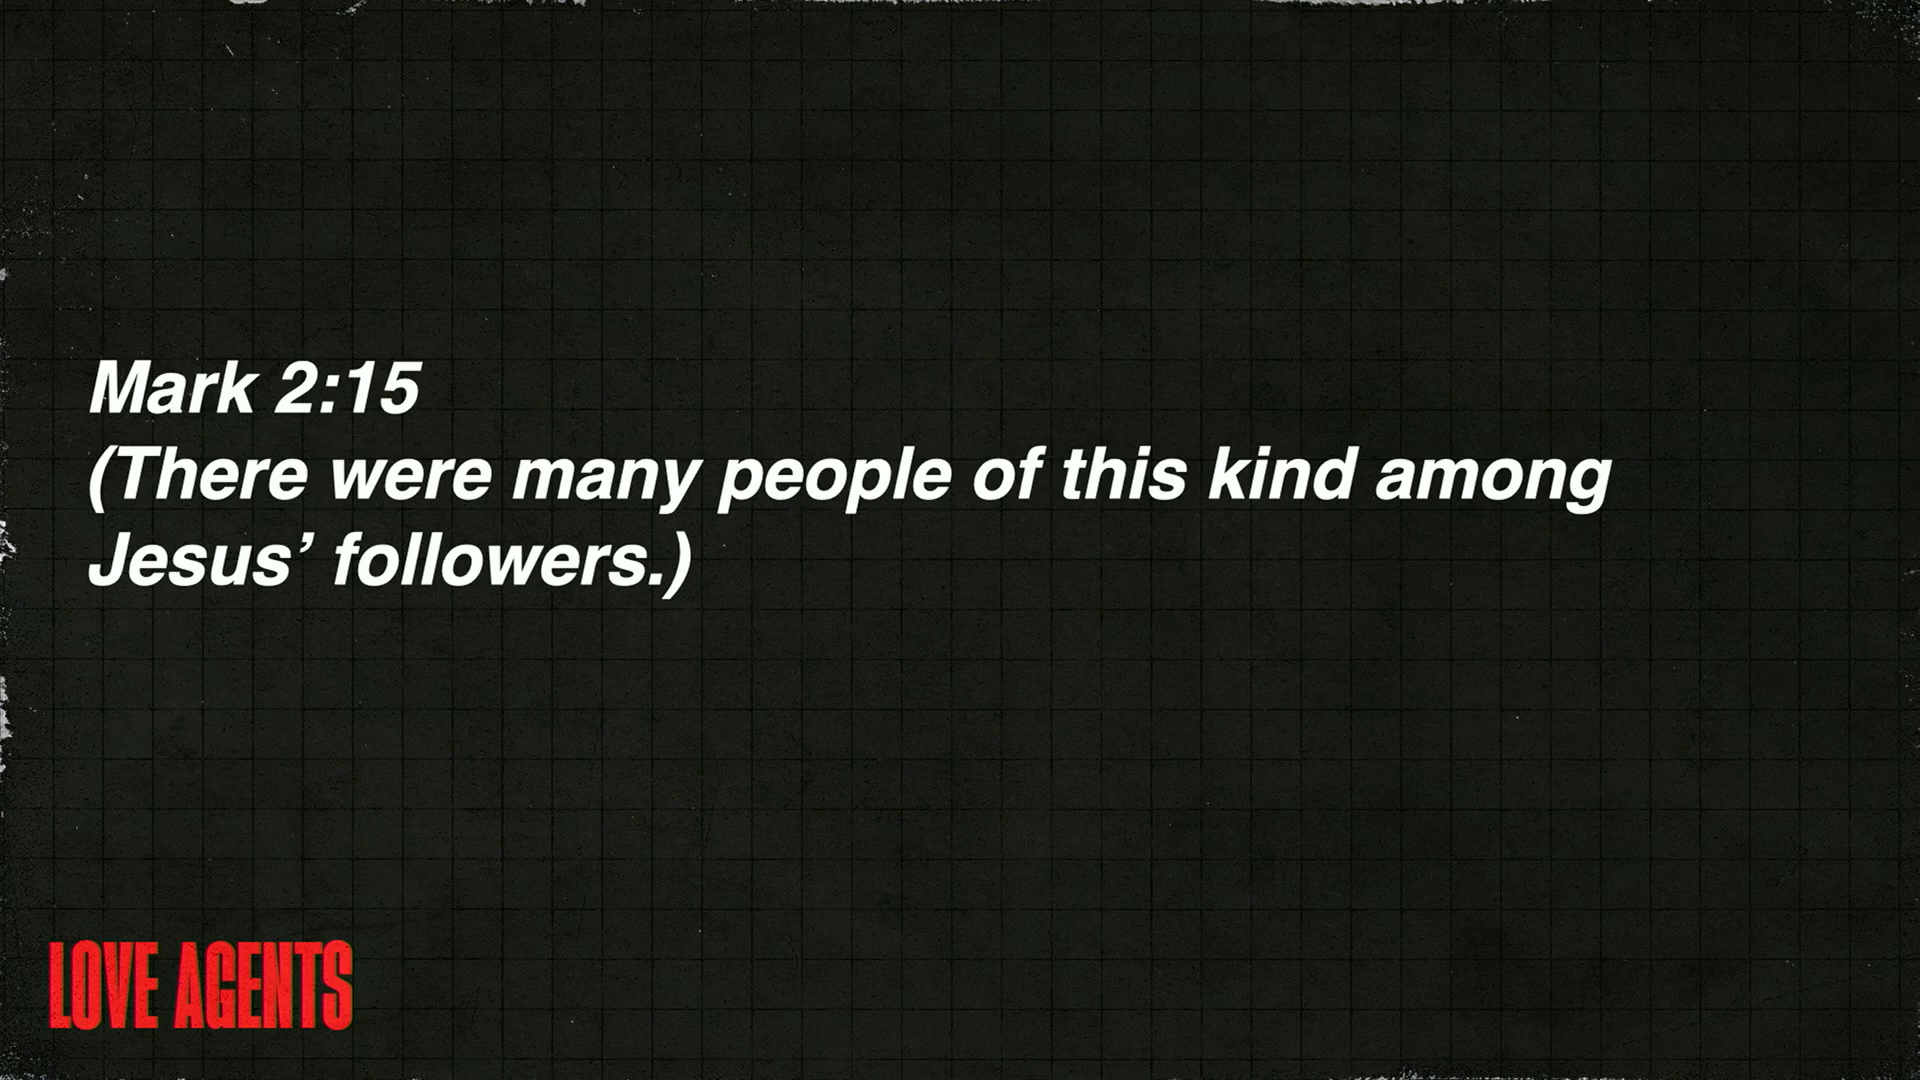 Mark 2:15
(There were many people of this kind among
Jesus’ followers.)
LOVE AGENTS